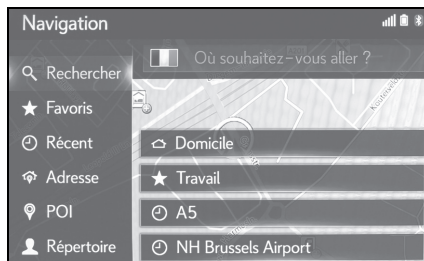 Navigation
Où souhaitez-vous aller ?
Rechercher
Favoris
Récent
Adresse
POI
Répertoire
Domicile
Travail
A5
NH Brussels Airport